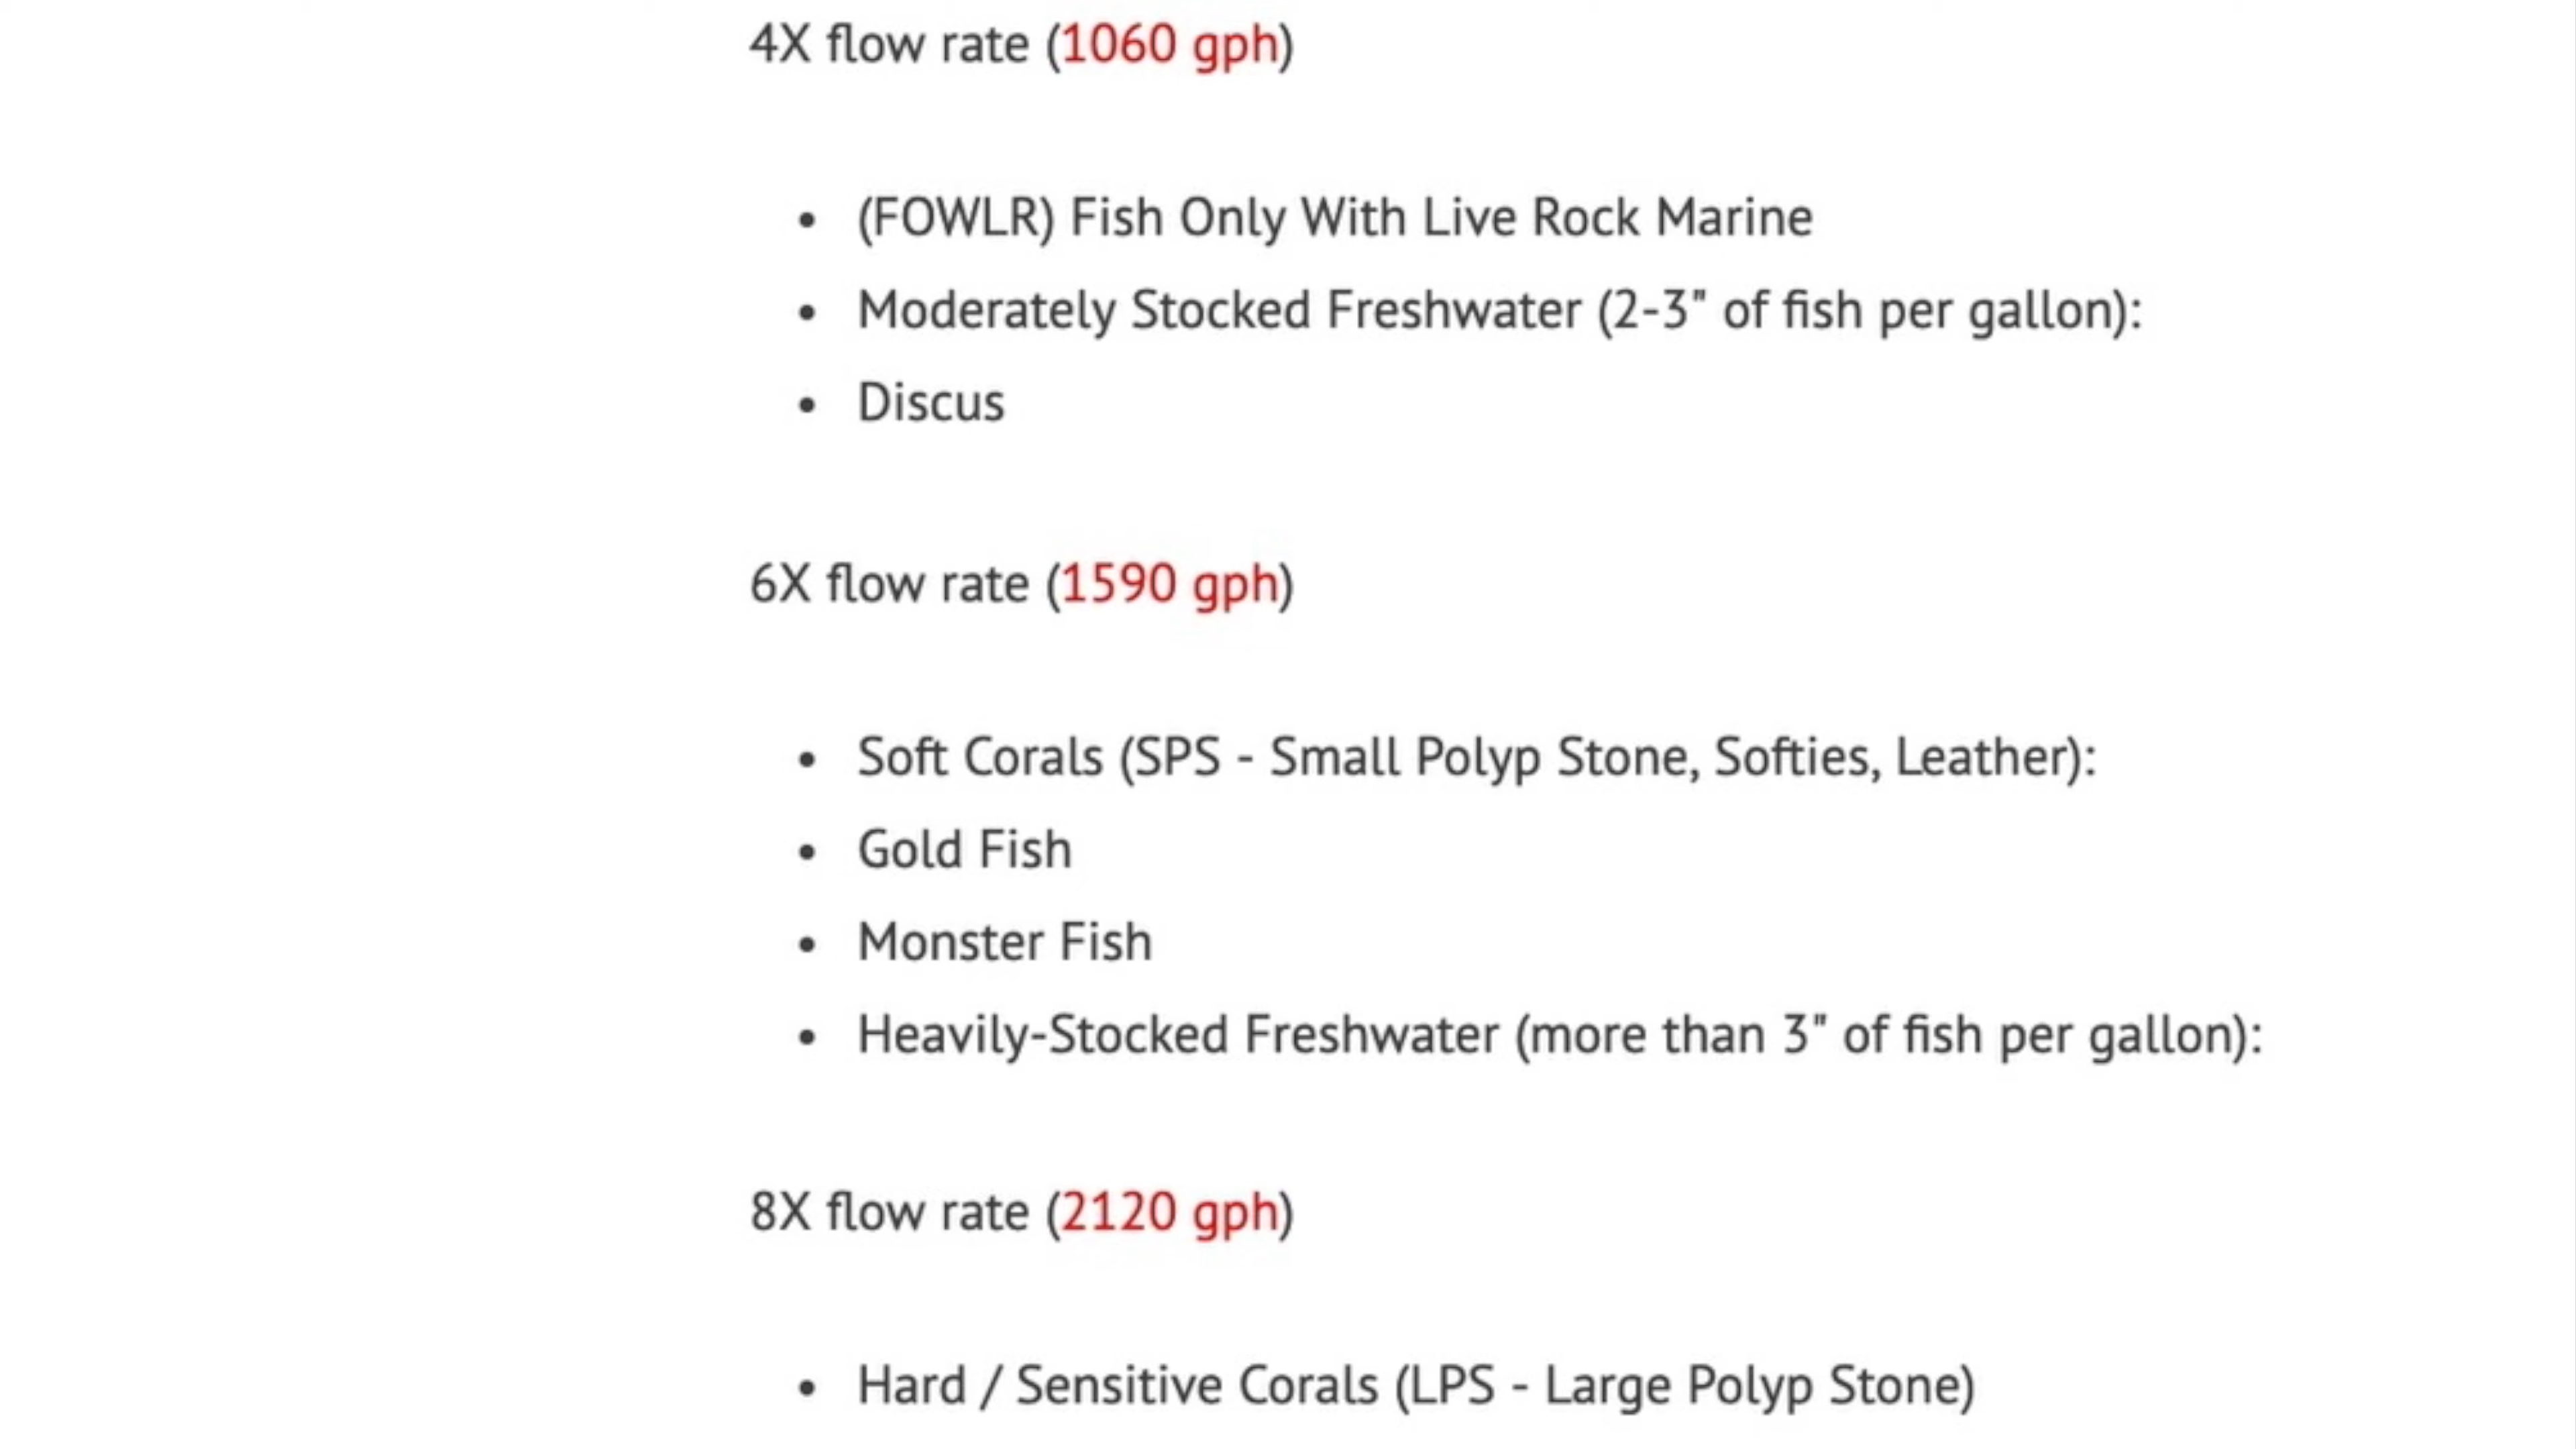 4X flow rate (1060 gph)
• (FOWLR) Fish Only With Live Rock Marine
• Moderately Stocked Freshwater (2-3" of fish per gallon):
• Discus
6X flow rate (1590 gph)
• Soft Corals (SPS - Small Polyp Stone, Softies, Leather):
• Gold Fish
• Monster Fish
• Heavily-Stocked Freshwater (more than 3" of fish per gallon):
8X flow rate (2120 gph)
• Hard / Sensitive Corals (LPS - Large Polyp Stone)